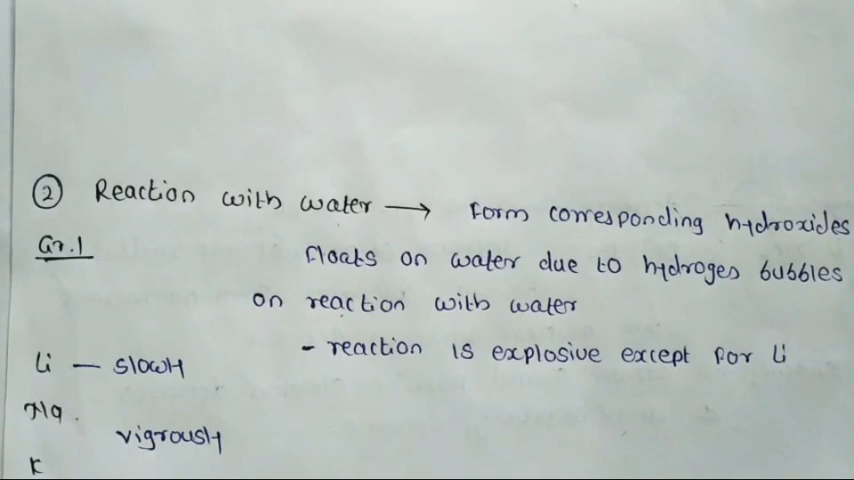 ② Reaction with water → Form corresponding hydroxides
Gr.1 Floats on water due to hydroges bubbles
on reaction with water
- reaction is explosive except for Li
Li — slowly
Na.
vigrously
K